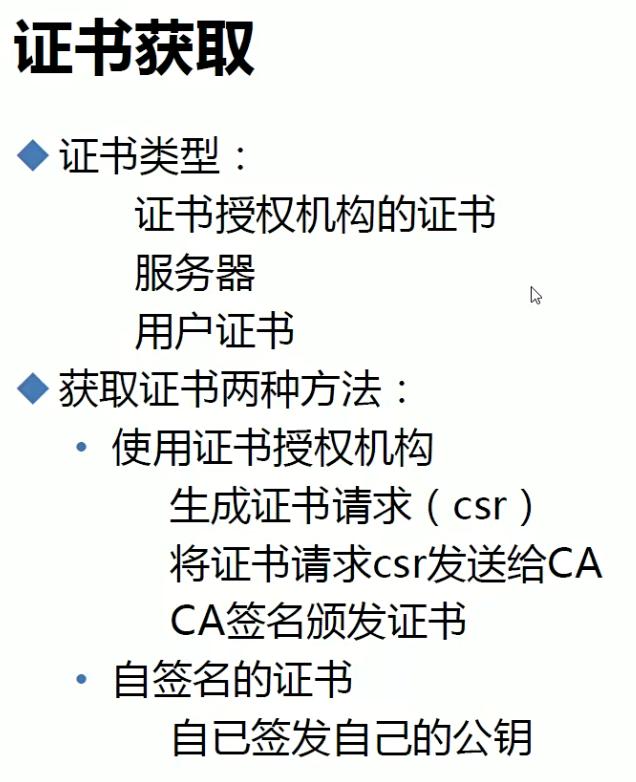 证书获取
证书类型：
证书授权机构的证书
服务器
用户证书
获取证书两种方法：
使用证书授权机构
生成证书请求（csr）
将证书请求csr发送给CA
CA签名颁发证书
自签名的证书
自已签发自己的公钥